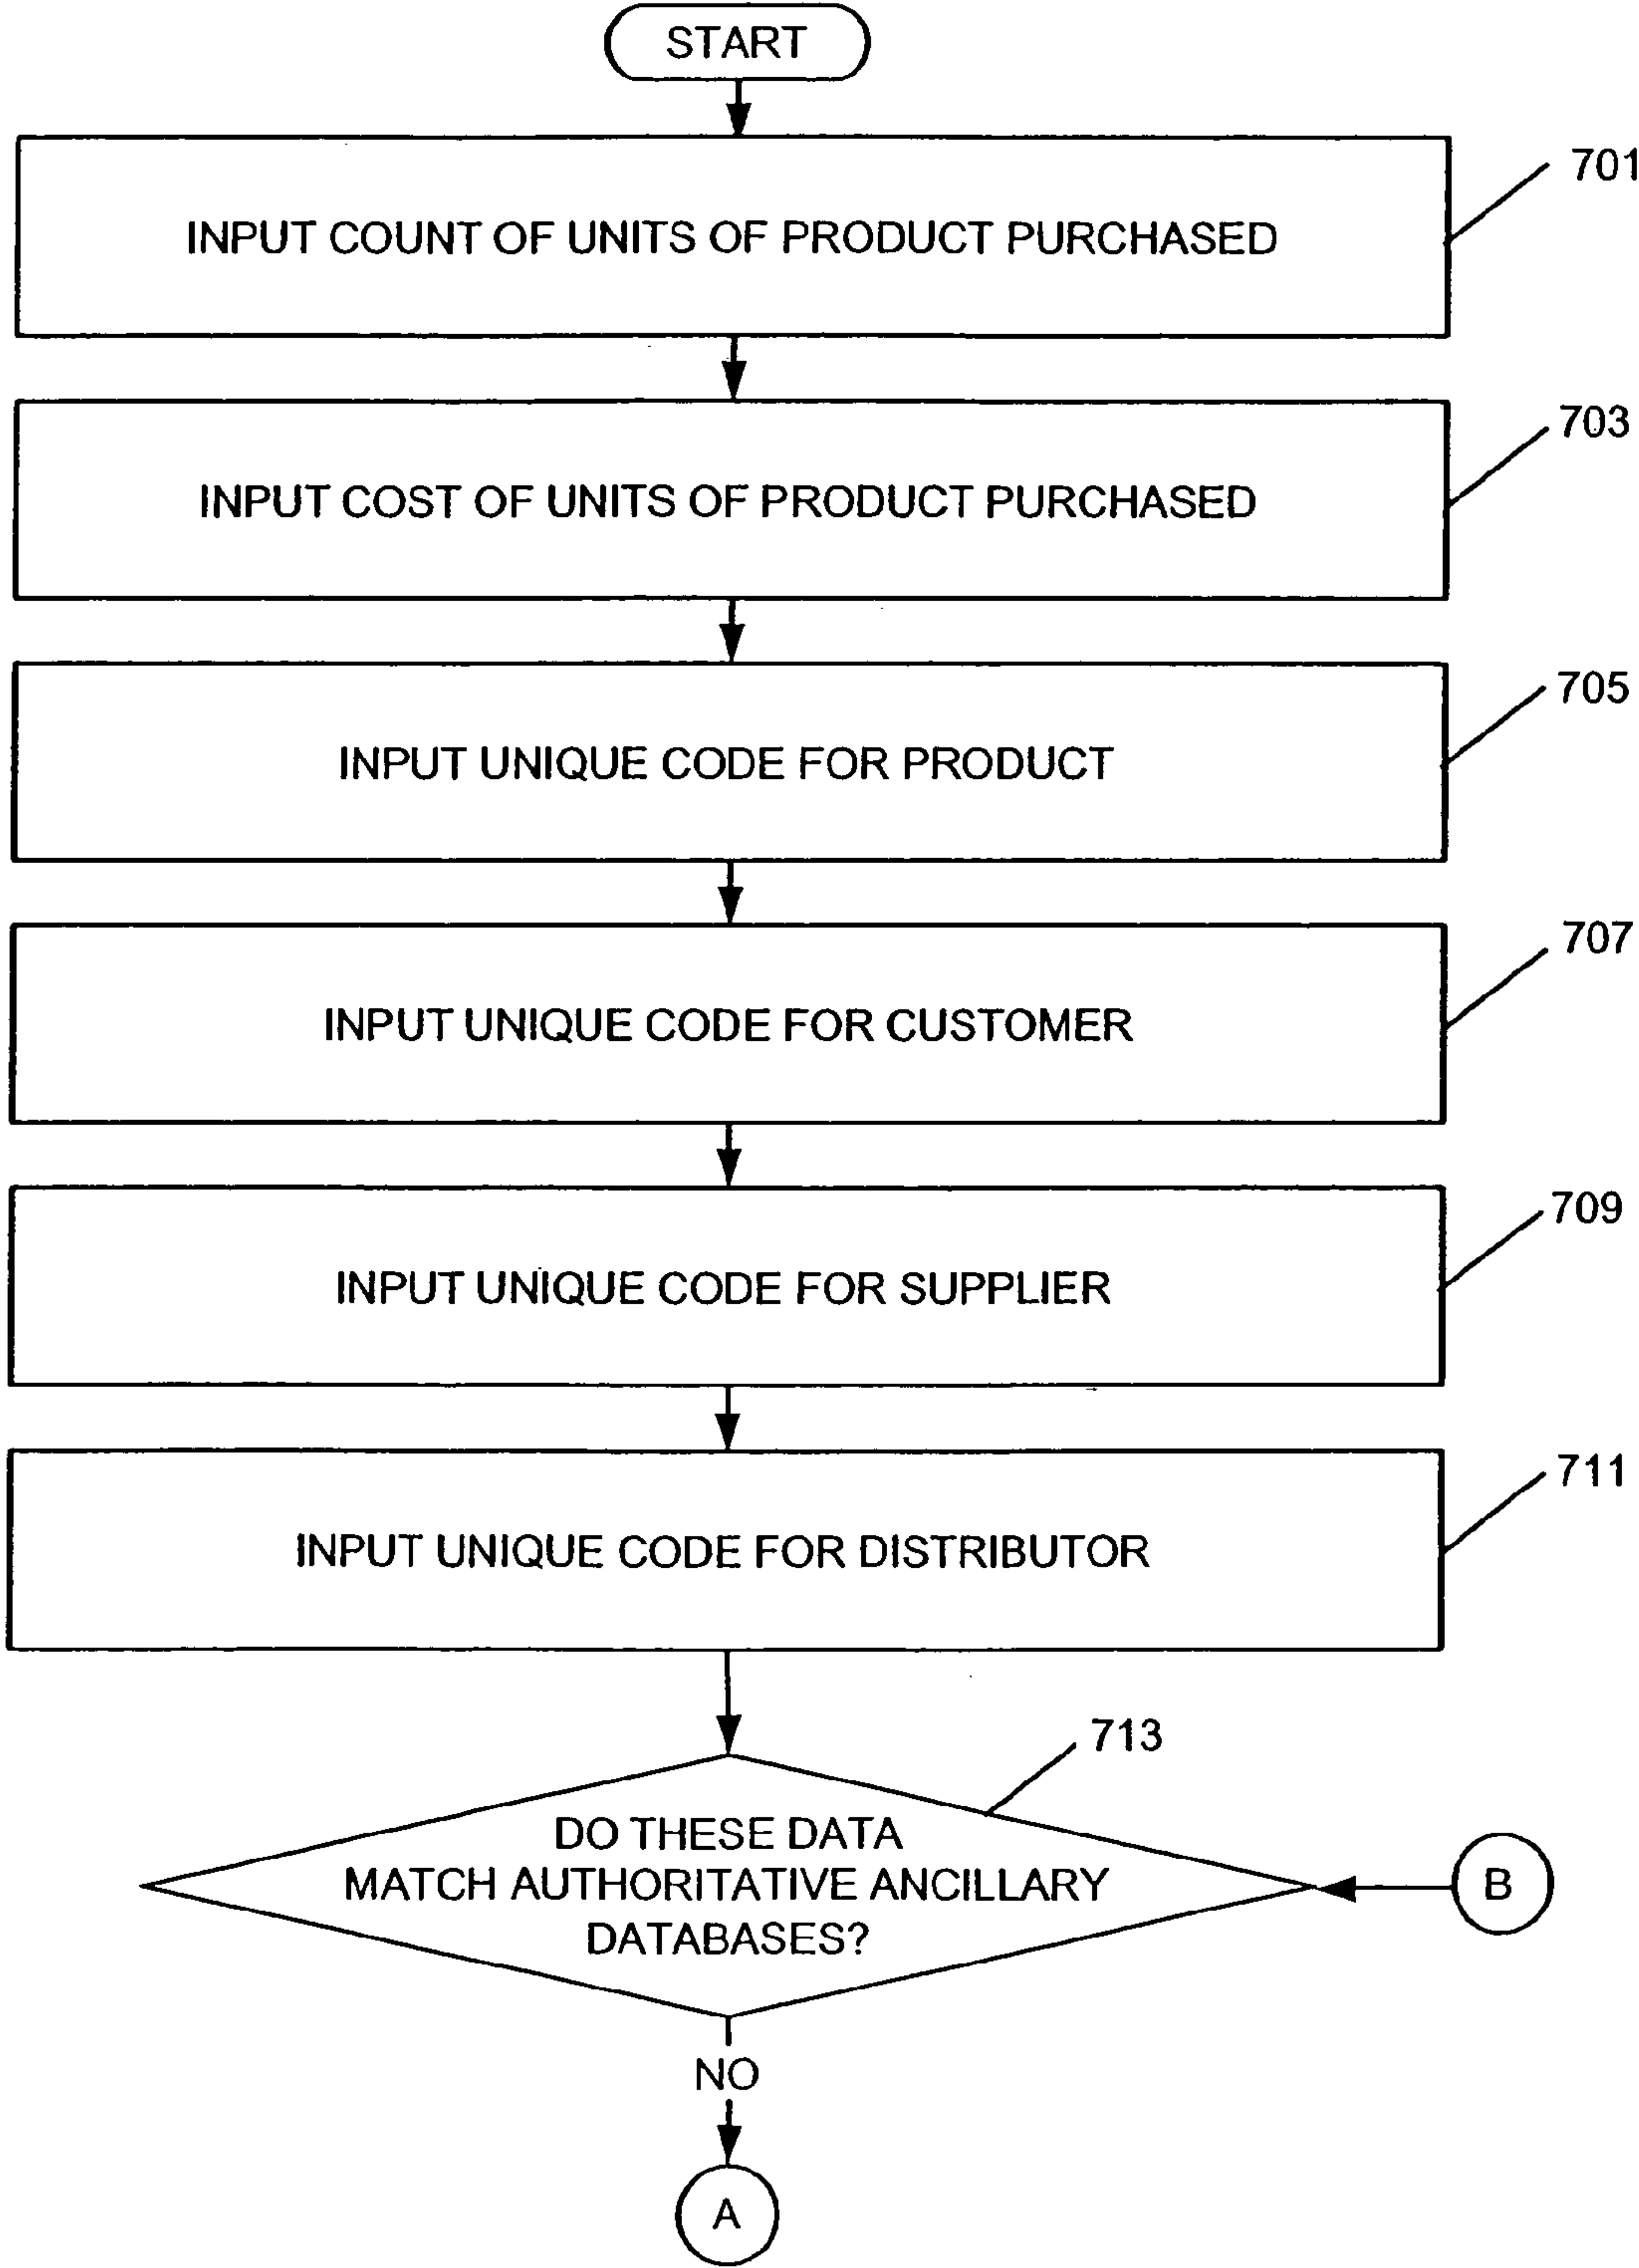 START
701
INPUT COUNT OF UNITS OF PRODUCT PURCHASED
703
INPUT COST OF UNITS OF PRODUCT PURCHASED
705
INPUT UNIQUE CODE FOR PRODUCT
707
INPUT UNIQUE CODE FOR CUSTOMER
709
INPUT UNIQUE CODE FOR SUPPLIER
711
INPUT UNIQUE CODE FOR DISTRIBUTOR
713
DO THESE DATA
MATCH AUTHORITATIVE ANCILLARY
DATABASES?
B
NO
A